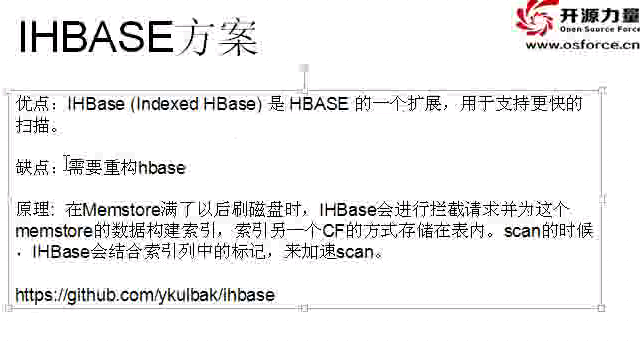 IHBASE方案
开源力量
Open Source Force
www.osforce.cn
优点：IHBase (Indexed HBase) 是 HBASE 的一个扩展，用于支持更快的
扫描。
缺点：需要重构hbase
原理：在Memstore满了以后刷磁盘时，IHBase会进行拦截请求并为这个
memstore的数据构建索引，索引另一个CF的方式存储在表内。scan的时候
，IHBase会结合索引列中的标记，来加速scan。
https://github.com/ykulbak/ihbase